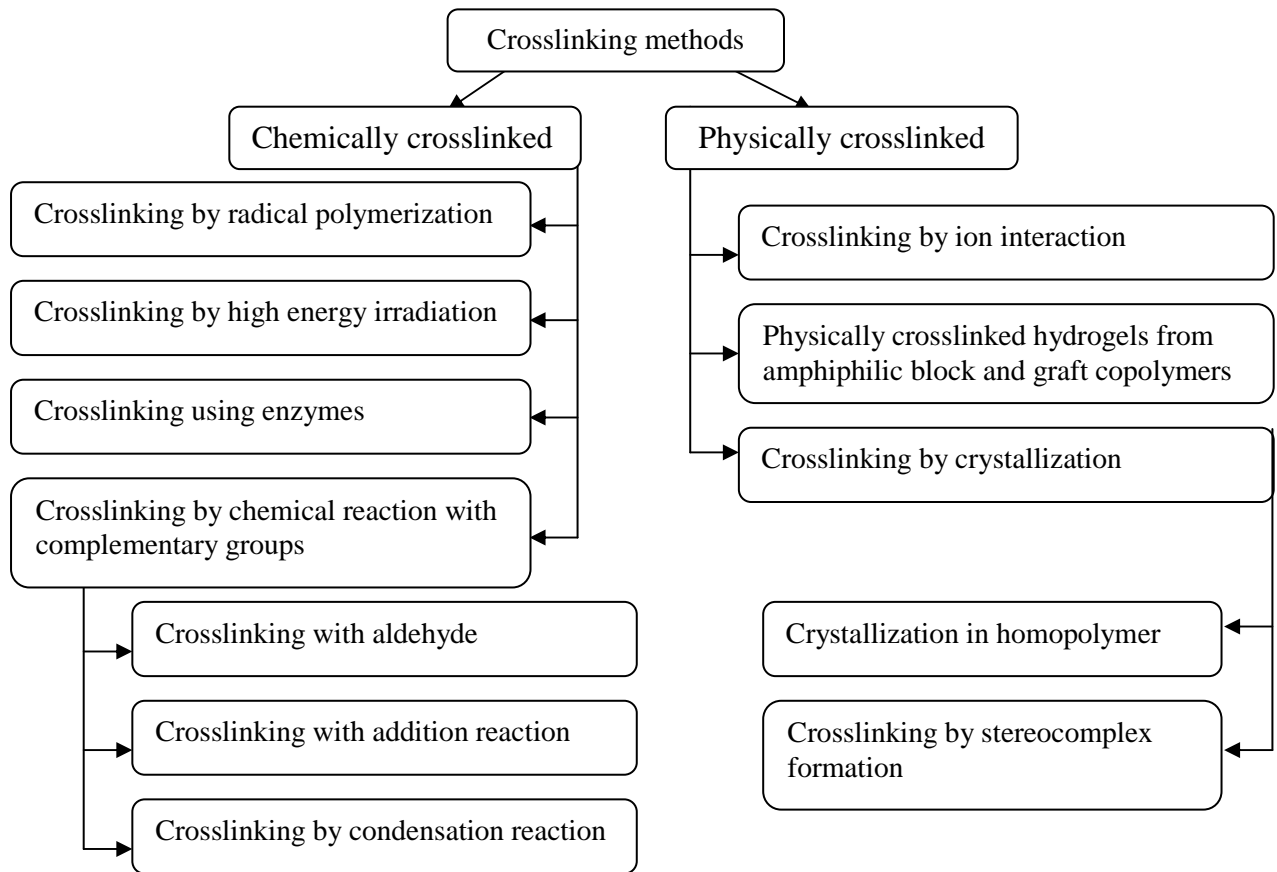 Crosslinking methods
Chemically crosslinked
Crosslinking by radical polymerization
Crosslinking by high energy irradiation
Crosslinking using enzymes
Crosslinking by chemical reaction with
complementary groups
Crosslinking with aldehyde
Crosslinking with addition reaction
Crosslinking by condensation reaction
Physically crosslinked
Crosslinking by ion interaction
Physically crosslinked hydrogels from
amphiphilic block and graft copolymers
Crosslinking by crystallization
Crystallization in homopolymer
Crosslinking by stereocomplex
formation